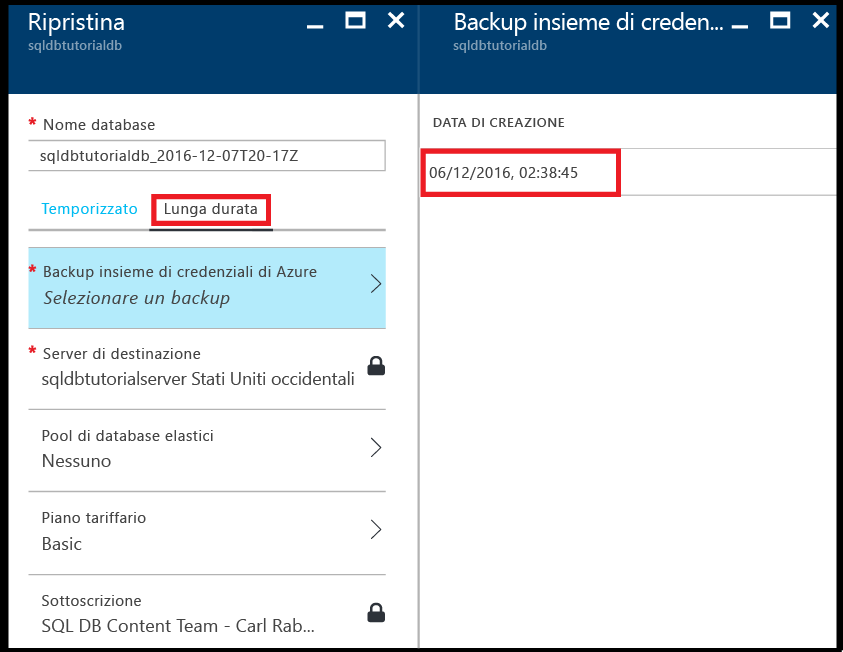 Ripristina
sqldbtutorialdb
* Nome database
sqldbtutorialdb_2016-12-07T20-17Z
Temporizzato Lunga durata
* Backup insieme di credenziali di Azure
Selezionare un backup
* Server di destinazione
sqldbtutorialserver Stati Uniti occidentali
Pool di database elastici
Nessuno
Piano tariffario
Basic
Sottoscrizione
SQL DB Content Team - Carl Rab...
Backup insieme di creden...
sqldbtutorialdb
DATA DI CREAZIONE
06/12/2016, 02:38:45